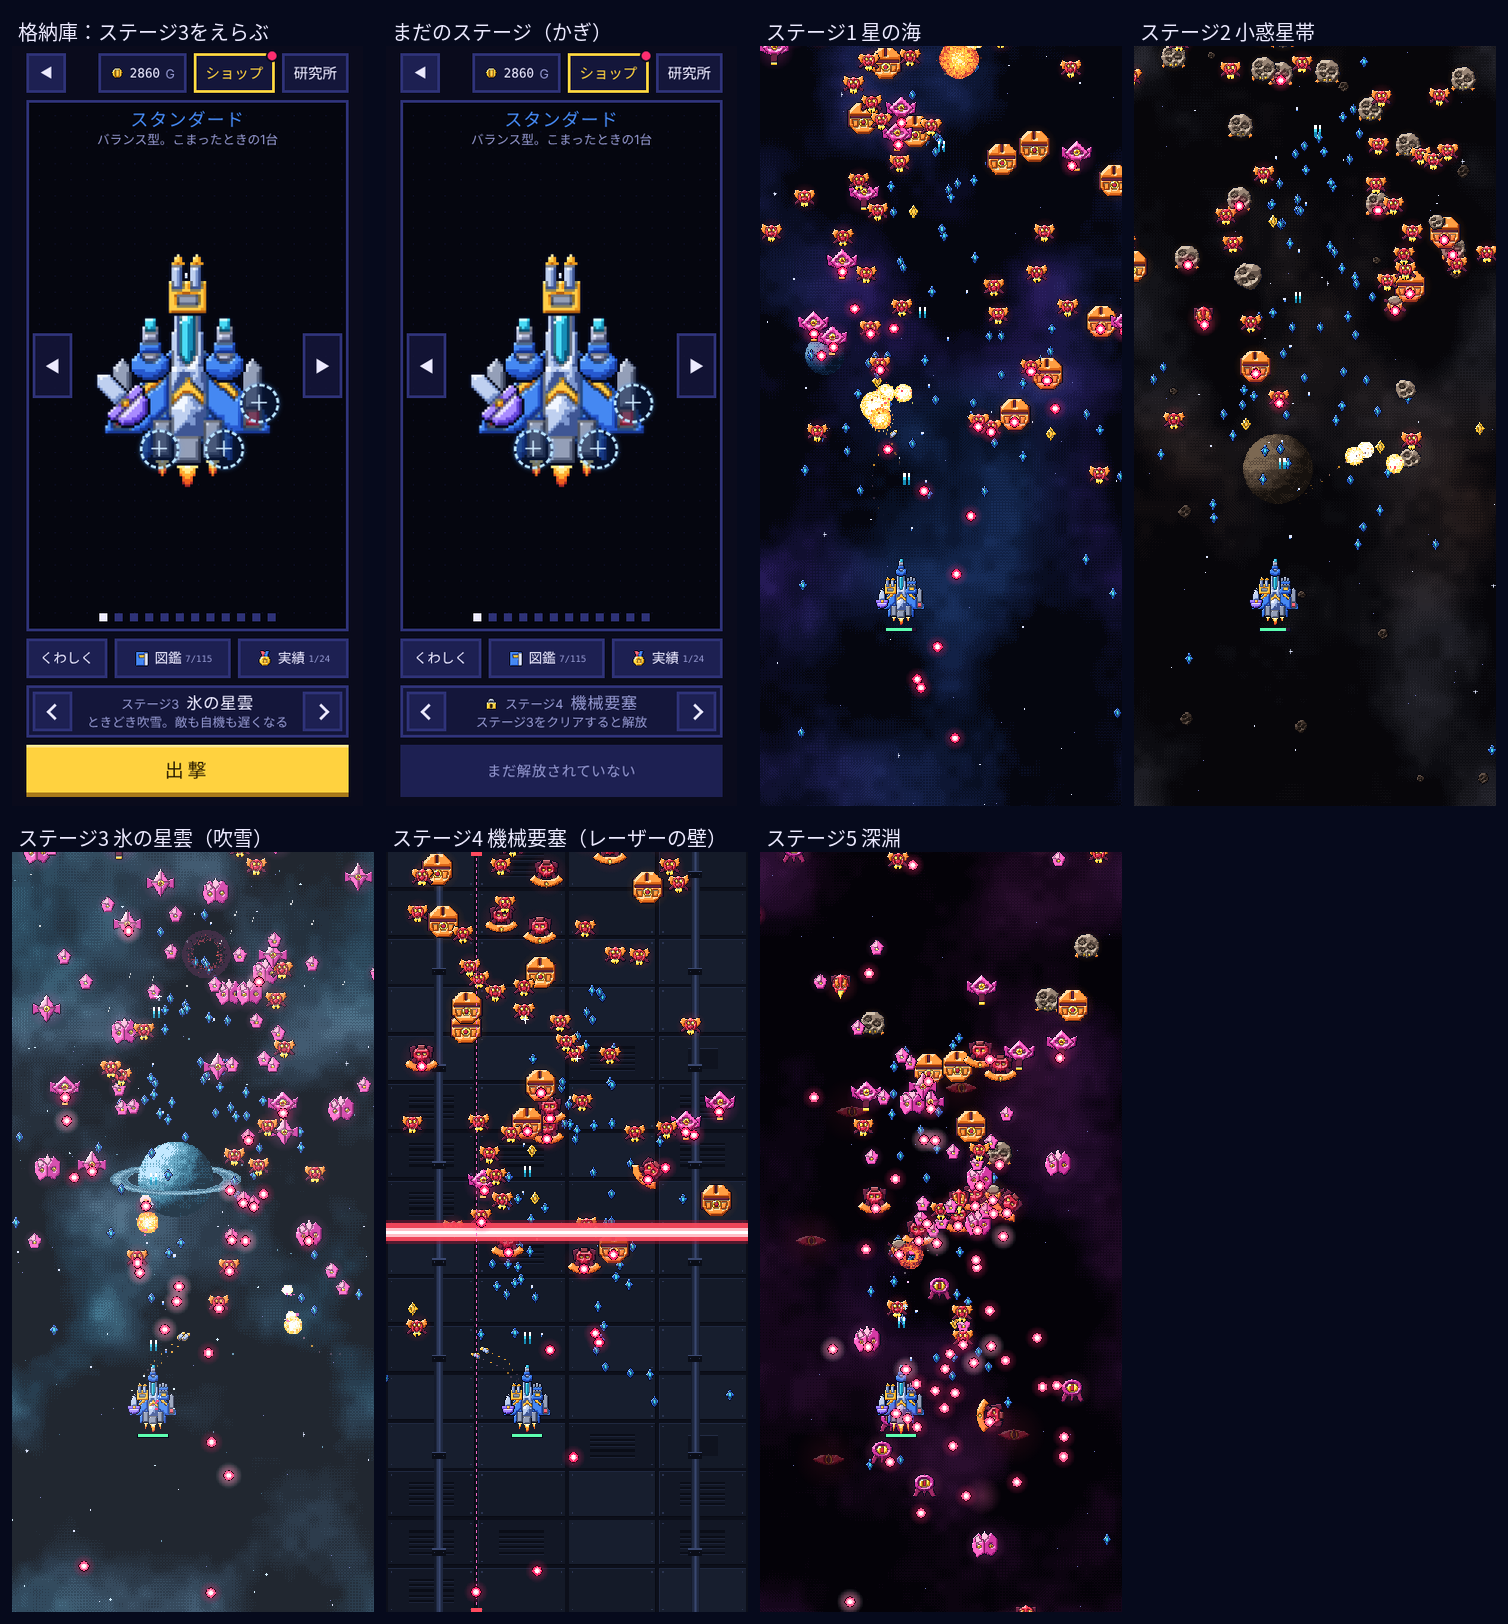 格納庫：ステージ3をえらぶ
2860 G
ショップ
研究所
スタンダード
バランス型。こまったときの1台
くわしく
図鑑 7/115
実績 1/24
ステージ3 氷の星雲
ときどき吹雪。敵も自機も遅くなる
出撃
まだのステージ（かぎ）
2860 G
ショップ
研究所
スタンダード
バランス型。こまったときの1台
くわしく
図鑑 7/115
実績 1/24
ステージ4 機械要塞
ステージ3をクリアすると解放
まだ解放されていない
ステージ1 星の海
ステージ2 小惑星帯
ステージ3 氷の星雲（吹雪）
ステージ4 機械要塞（レーザーの壁）
ステージ5 深淵